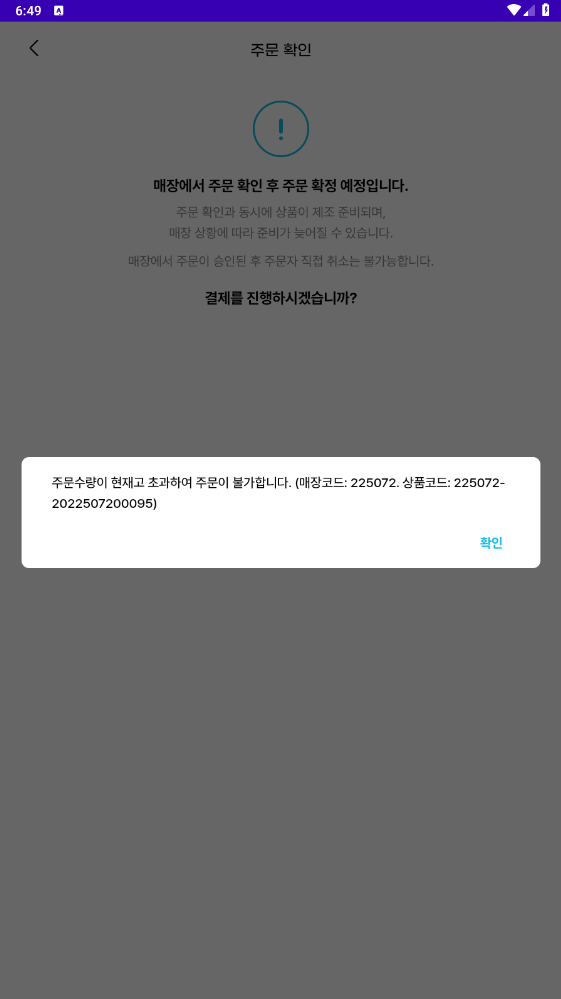 6:49
주문 확인
매장에서 주문 확인 후 주문 확정 예정입니다.
주문 확인과 동시에 상품이 제조 준비되며,
매장 상황에 따라 준비가 늦어질 수 있습니다.
매장에서 주문이 승인된 후 주문자 직접 취소는 불가능합니다.
결제를 진행하시겠습니까?
주문수량이 현재고 초과하여 주문이 불가합니다. (매장코드: 225072. 상품코드: 225072-
2022507200095)
확인